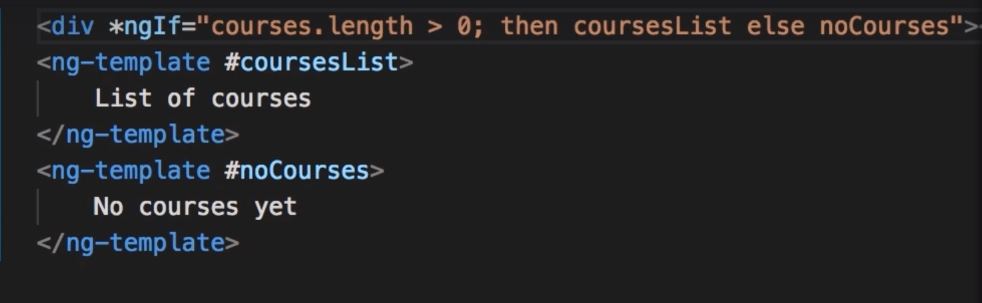 <div *ngIf="courses.length > 0; then coursesList else noCourses">
<ng-template #coursesList>
List of courses
</ng-template>
<ng-template #noCourses>
No courses yet
</ng-template>